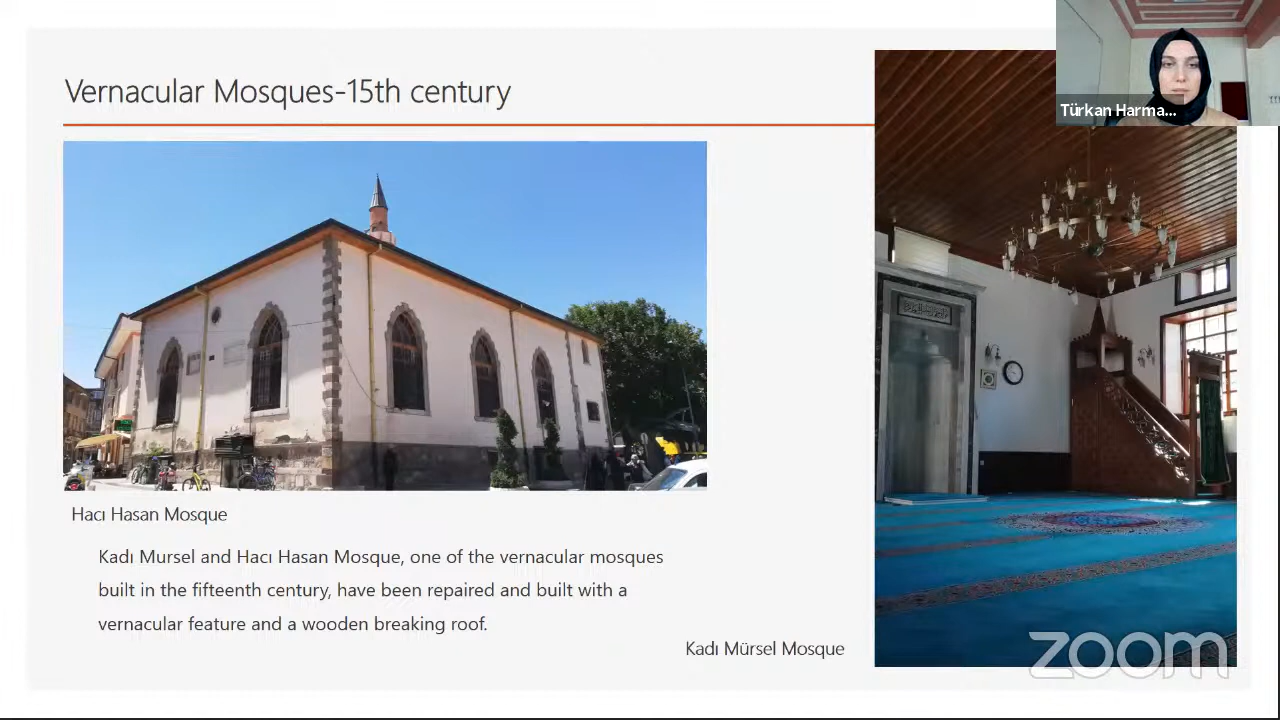 Vernacular Mosques-15th century
Türkan Harma...
Hacı Hasan Mosque
Kadı Mursel and Hacı Hasan Mosque, one of the vernacular mosques
built in the fifteenth century, have been repaired and built with a
vernacular feature and a wooden breaking roof.
Kadı Mürsel Mosque
zoom